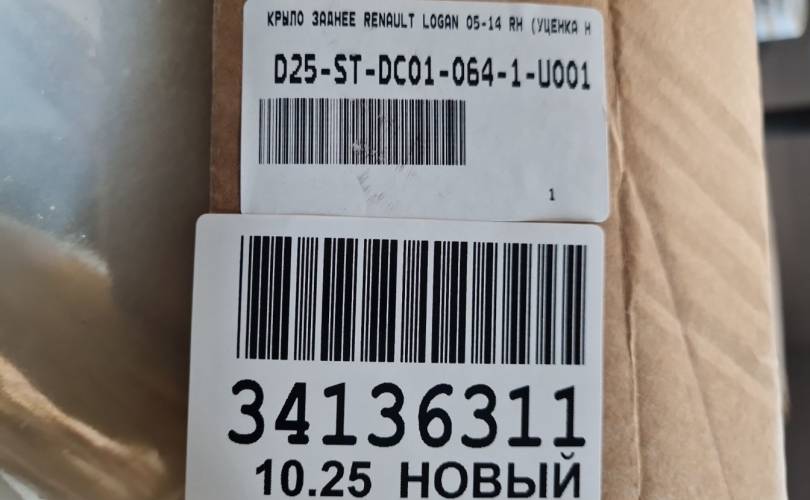 КРЫЛО ЗАДНЕЕ RENAULT LOGAN 05-14 RH (УЦЕНКА Н
D25-ST-DC01-064-1-U001
1
34136311
10.25 НОВЫЙ